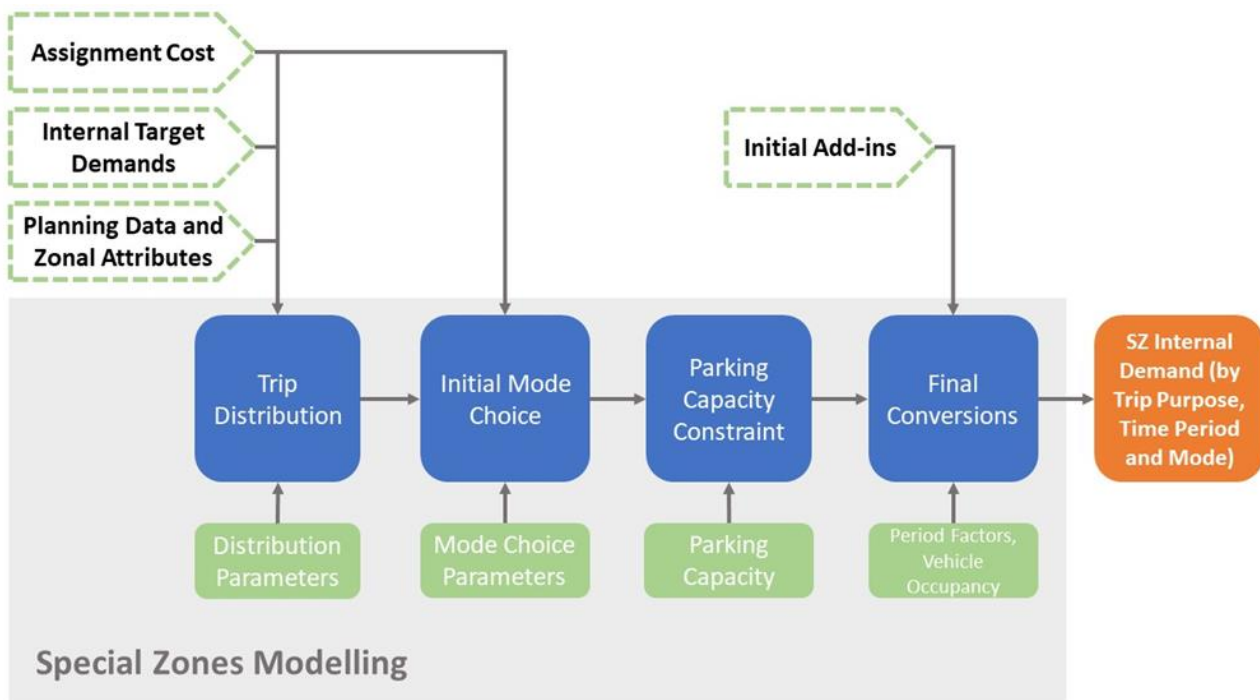 Assignment Cost
Internal Target
Demands
Planning Data and
Zonal Attributes
Initial Add-ins
Trip
Distribution
Initial Mode
Choice
Parking
Capacity
Constraint
Final
Conversions
SZ Internal
Demand (by
Trip Purpose,
Time Period
and Mode)
Distribution
Parameters
Mode Choice
Parameters
Parking
Capacity
Period Factors,
Vehicle
Occupancy
Special Zones Modelling